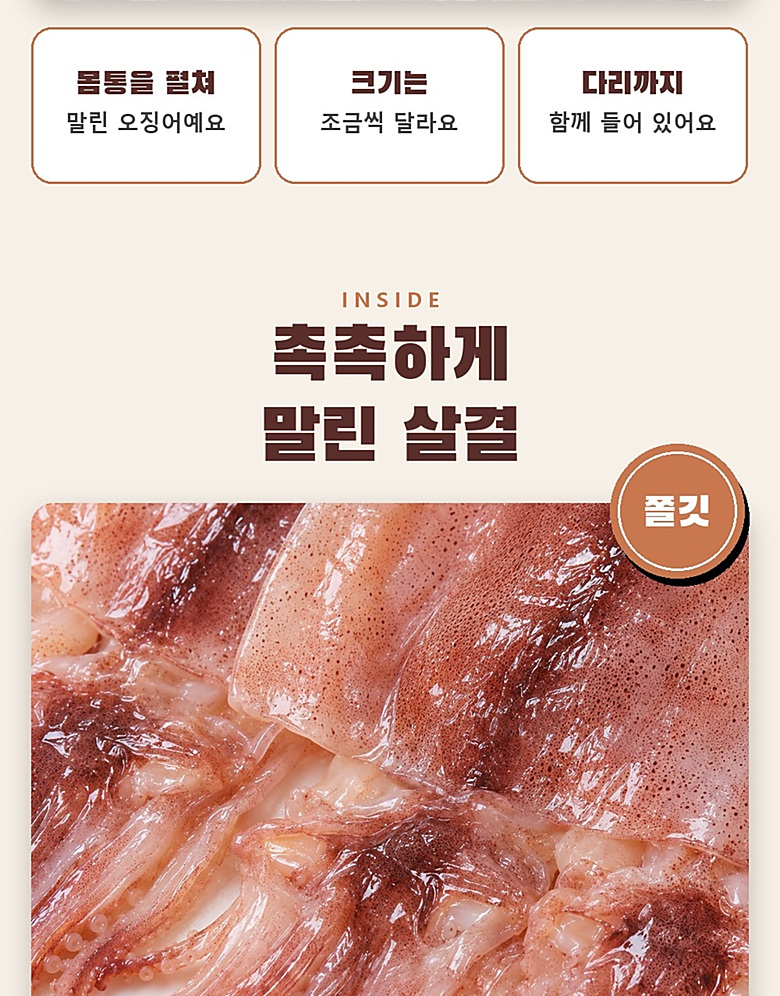 몸통을 펼쳐
말린 오징어예요
크기는
조금씩 달라요
다리까지
함께 들어 있어요
INSIDE
촉촉하게
말린 살결
쫄깃